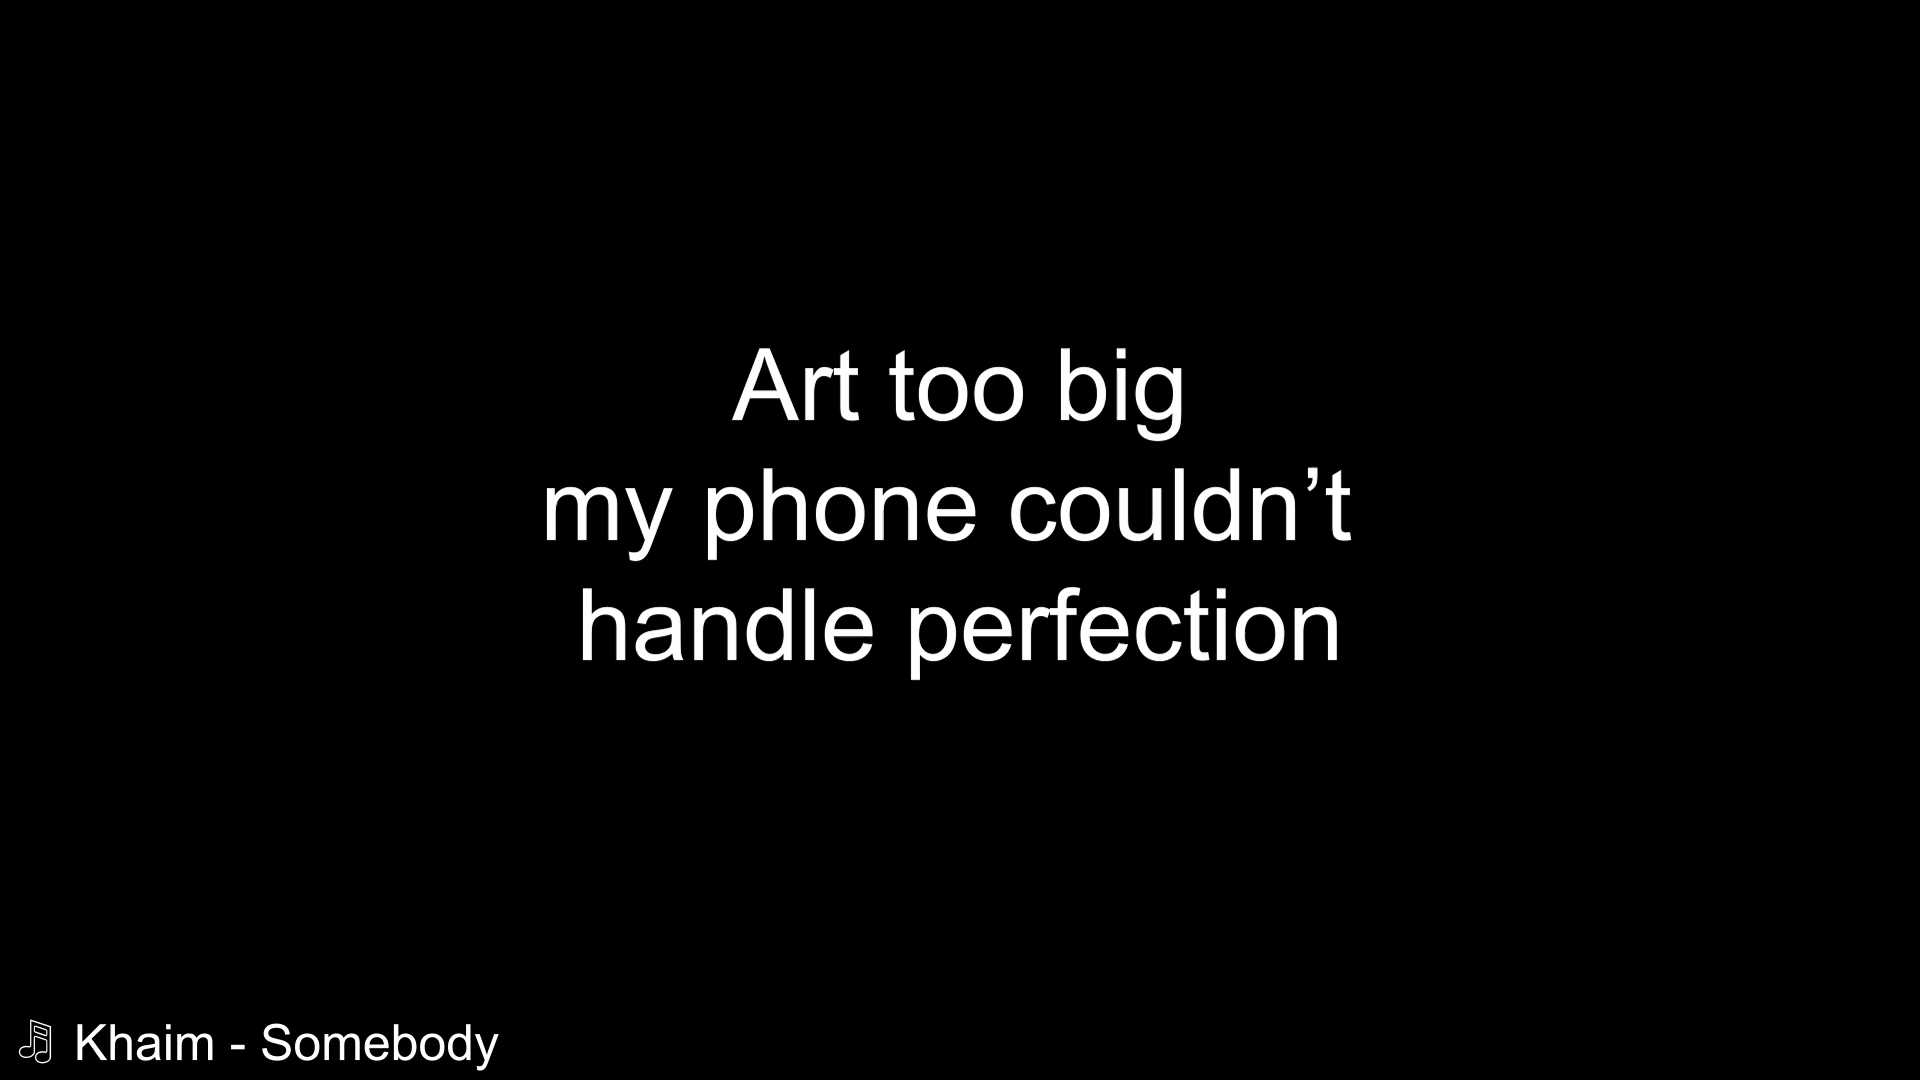 Art too big
my phone couldn’t
handle perfection
Khaim - Somebody